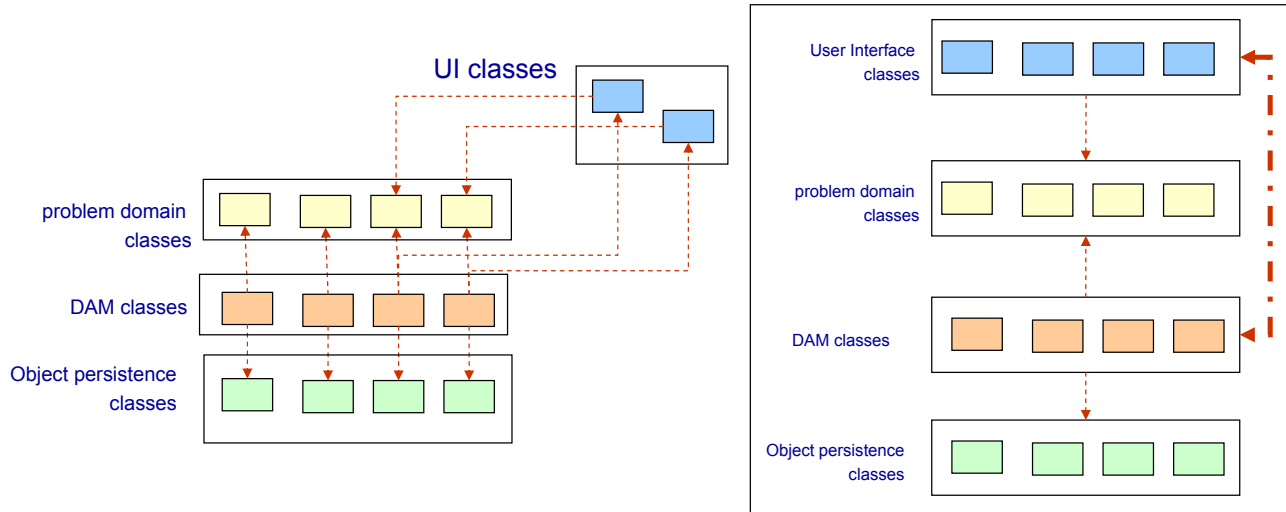 UI classes
problem domain
classes
DAM classes
Object persistence
classes
User Interface
classes
problem domain
classes
DAM classes
Object persistence
classes